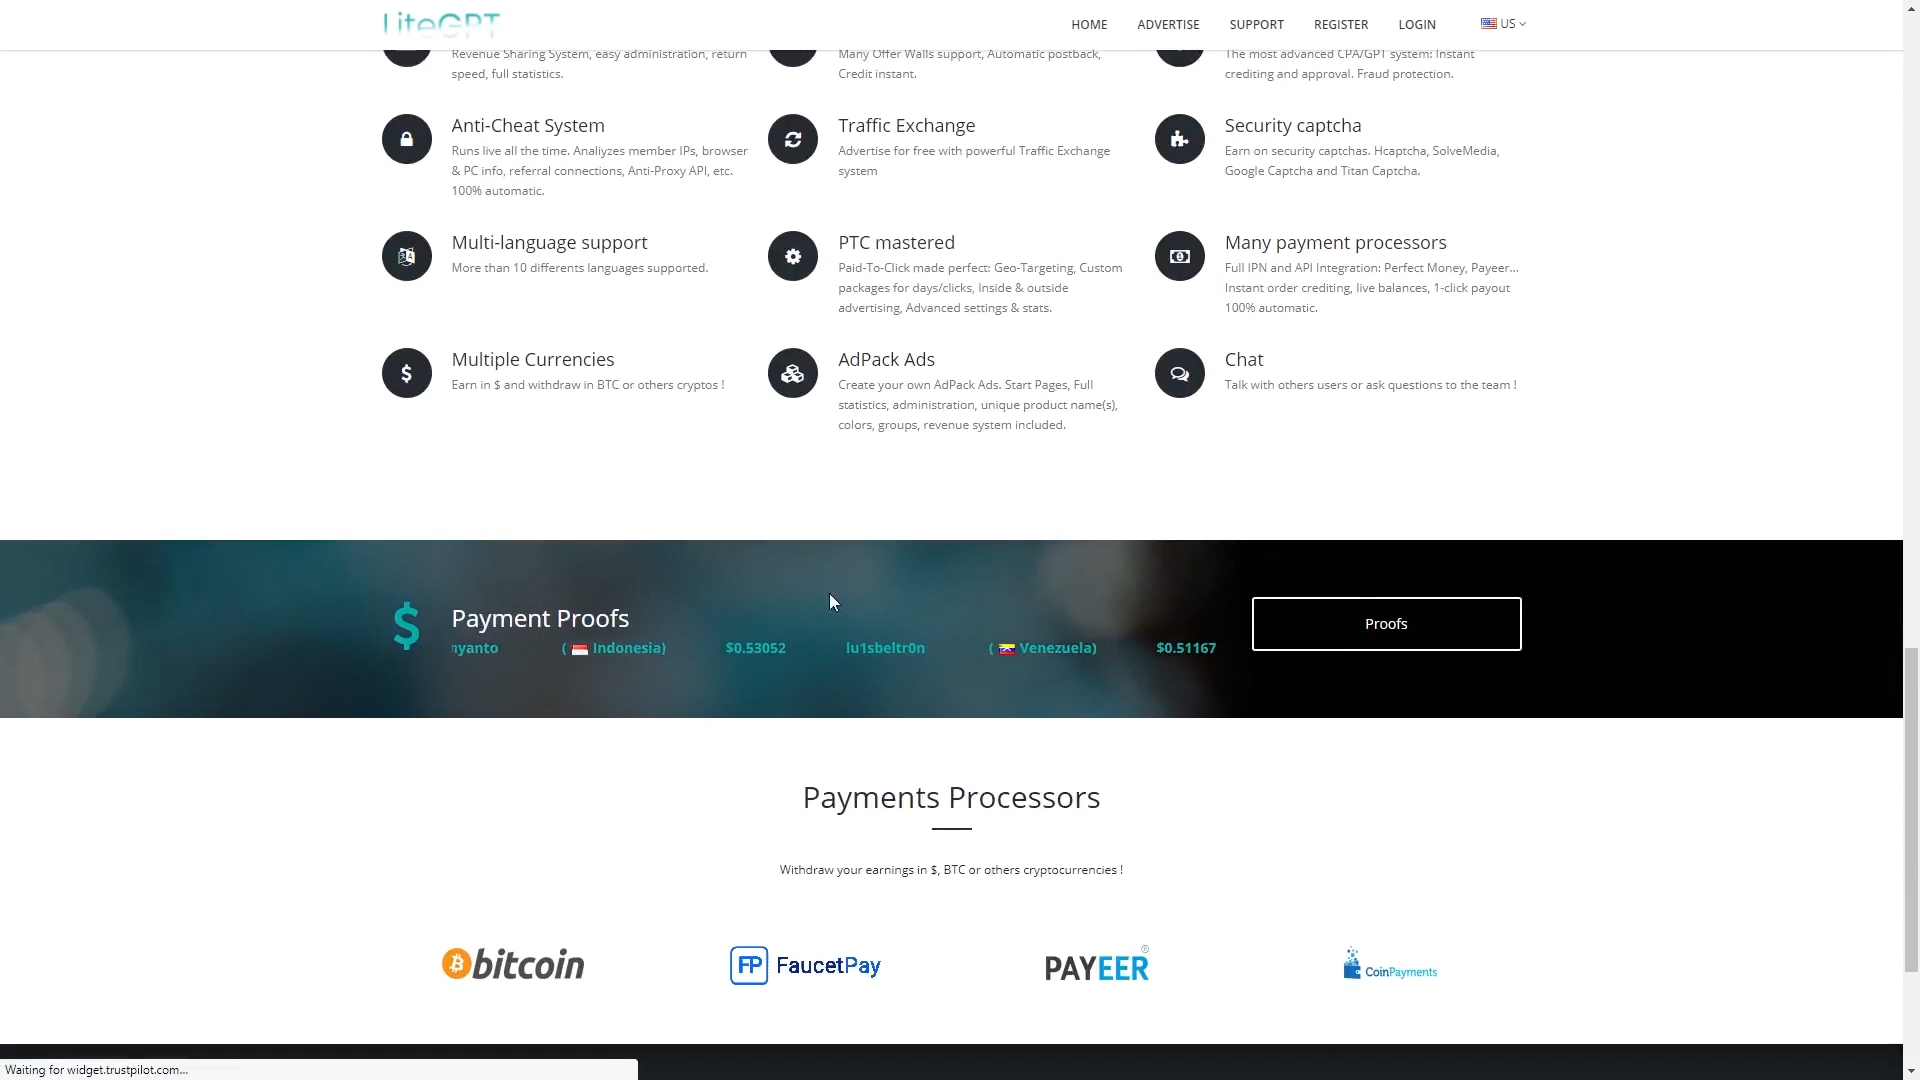 LiteGPT
HOME ADVERTISE SUPPORT REGISTER LOGIN US
Revenue Sharing System, easy administration, return
speed, full statistics.
Many Offer Walls support, Automatic postback,
Credit instant.
The most advanced CPA/GPT system: Instant
crediting and approval. Fraud protection.
Anti-Cheat System
Runs live all the time. Analiyzes member IPs, browser
& PC info, referral connections, Anti-Proxy API, etc.
100% automatic.
Traffic Exchange
Advertise for free with powerful Traffic Exchange
system
Security captcha
Earn on security captchas. Hcaptcha, SolveMedia,
Google Captcha and Titan Captcha.
Multi-language support
More than 10 differents languages supported.
PTC mastered
Paid-To-Click made perfect: Geo-Targeting, Custom
packages for days/clicks, Inside & outside
advertising, Advanced settings & stats.
Many payment processors
Full IPN and API Integration: Perfect Money, Payeer...
Instant order crediting, live balances, 1-click payout
100% automatic.
Multiple Currencies
Earn in $ and withdraw in BTC or others cryptos !
AdPack Ads
Create your own AdPack Ads. Start Pages, Full
statistics, administration, unique product name(s),
colors, groups, revenue system included.
Chat
Talk with others users or ask questions to the team !
Payment Proofs
nyanto ( Indonesia) $0.53052 lu1sbeltr0n ( Venezuela) $0.51167
Proofs
Payments Processors
Withdraw your earnings in $, BTC or others cryptocurrencies !
bitcoin
FP FaucetPay
PAYEER ®
CoinPayments
Waiting for widget.trustpilot.com...